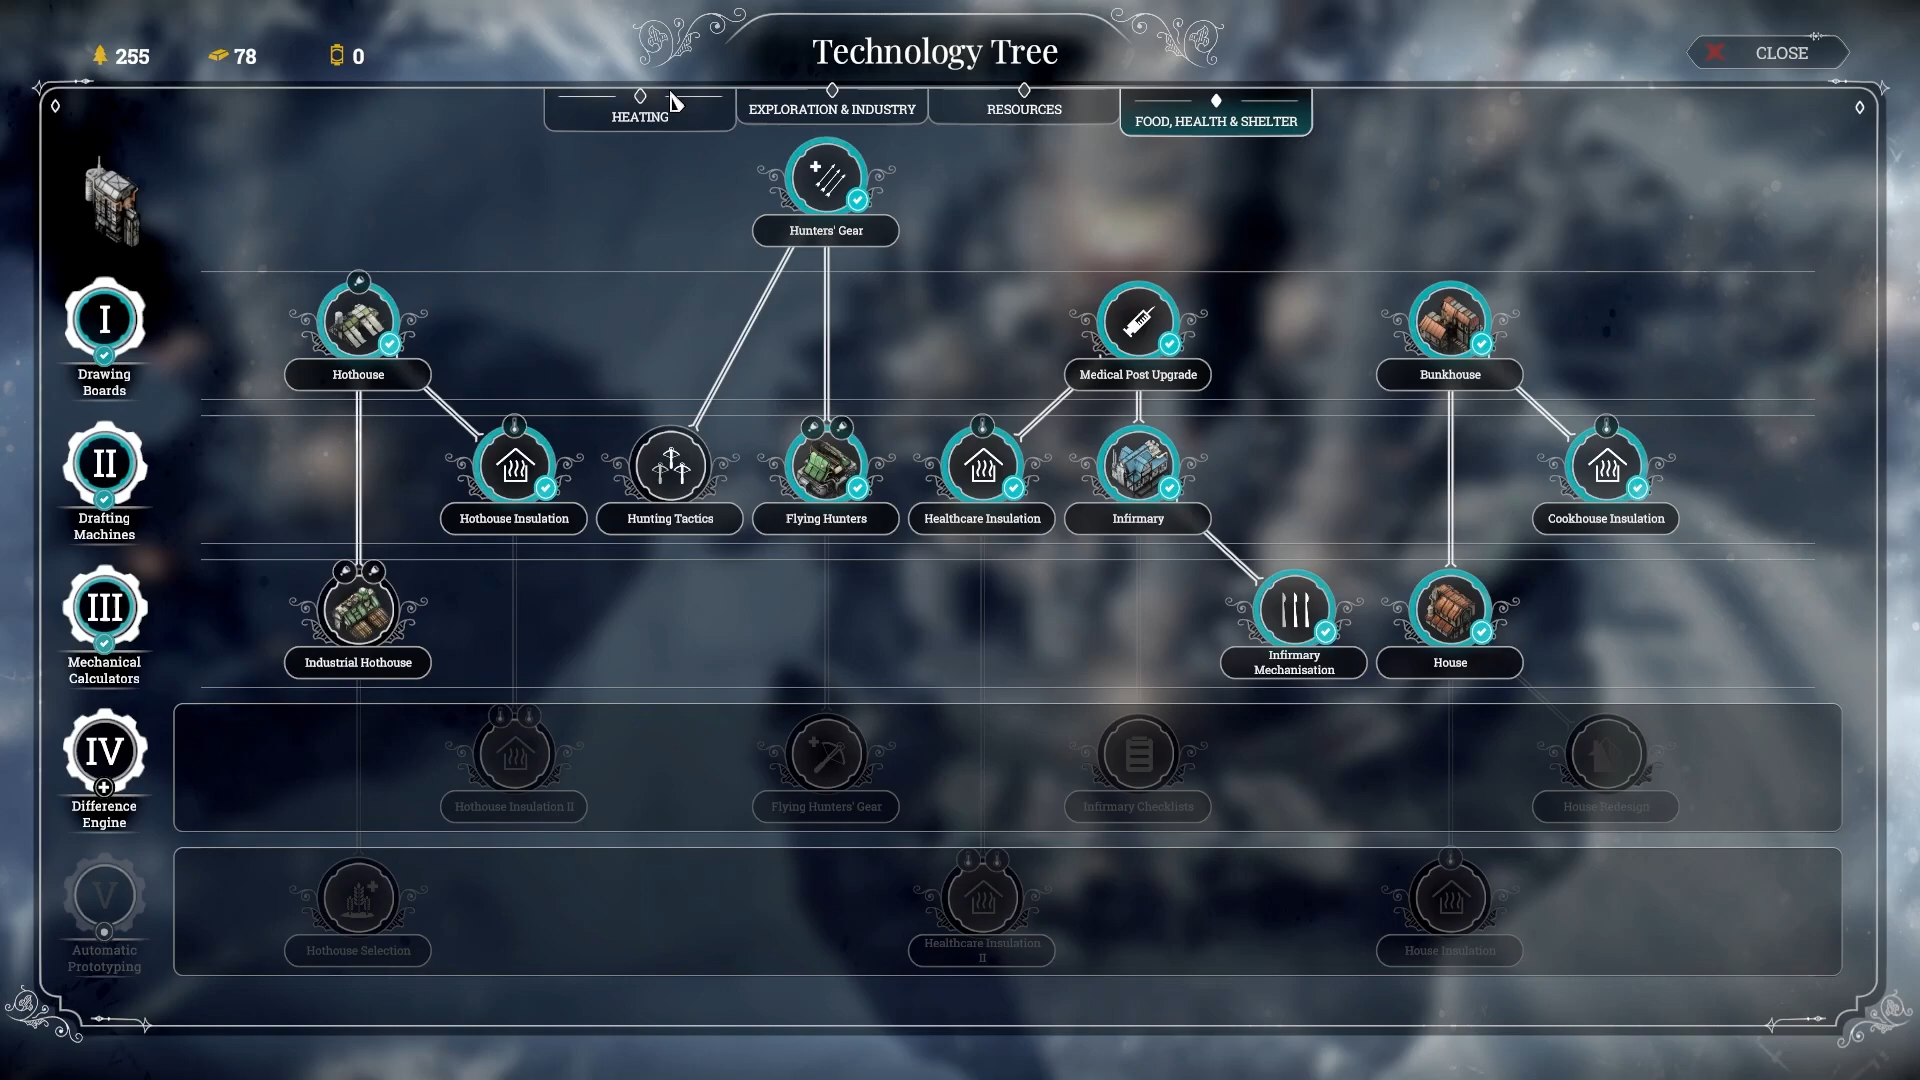 255
78
0
Technology Tree
CLOSE
HEATING
EXPLORATION & INDUSTRY
RESOURCES
FOOD, HEALTH & SHELTER
Hunters' Gear
I
Drawing
Boards
Hothouse
Medical Post Upgrade
Bunkhouse
II
Drafting
Machines
Hothouse Insulation
Hunting Tactics
Flying Hunters
Healthcare Insulation
Infirmary
Cookhouse Insulation
III
Mechanical
Calculators
Industrial Hothouse
Infirmary
Mechanisation
House
IV
Difference
Engine
Hothouse Insulation II
Flying Hunters' Gear
Infirmary Checklists
House Redesign
V
Automatic
Prototyping
Hothouse Selection
Healthcare Insulation
II
House Insulation